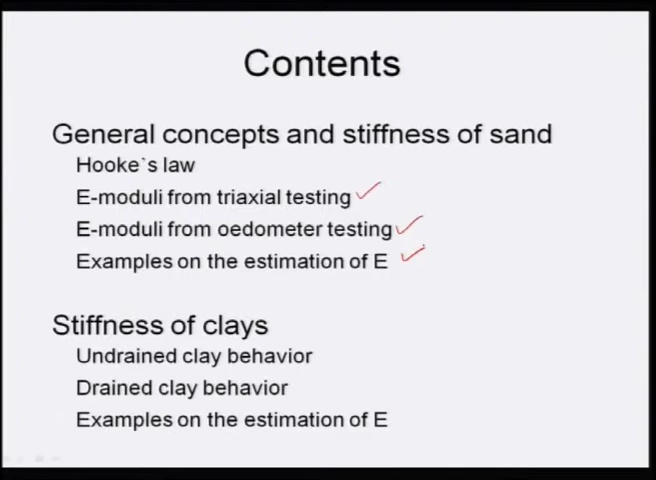 Contents
General concepts and stiffness of sand
Hooke`s law
E-moduli from triaxial testing
E-moduli from oedometer testing
Examples on the estimation of E
Stiffness of clays
Undrained clay behavior
Drained clay behavior
Examples on the estimation of E